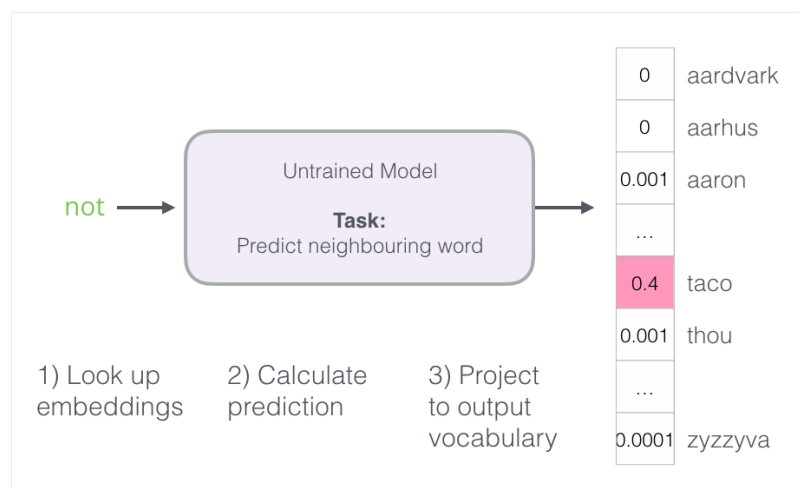 not
Untrained Model
Task:
Predict neighbouring word
0 aardvark
0 aarhus
0.001 aaron
...
0.4 taco
0.001 thou
...
0.0001 zyzzyva
1) Look up
embeddings
2) Calculate
prediction
3) Project
to output
vocabulary